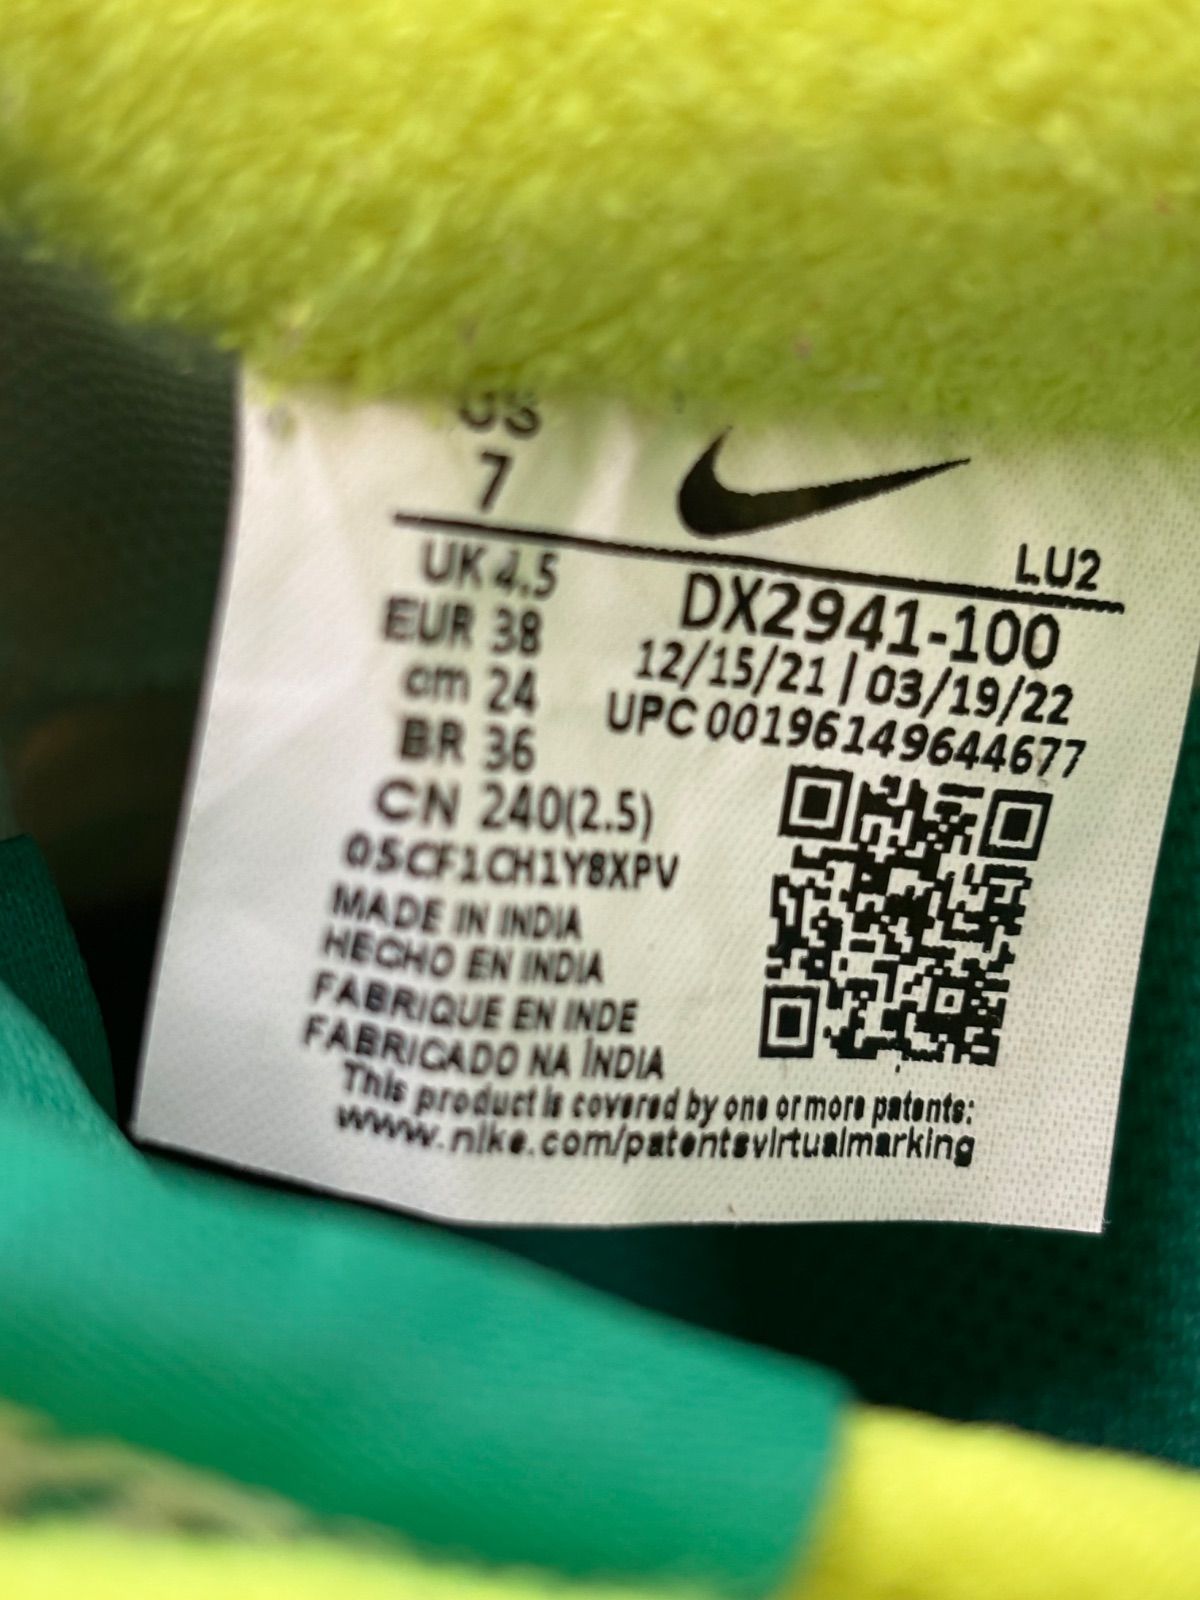 US
7
LU2
UK 4.5
EUR 38
cm 24
BR 36
CN 240(2.5)
DX2941-100
12/15/21 | 03/19/22
UPC 00196149644677
05CF1CH1Y8XPV
MADE IN INDIA
HECHO EN INDIA
FABRIQUE EN INDE
FABRICADO NA ÍNDIA
This product is covered by one or more patents:
www.nike.com/patentsvirtualmarking